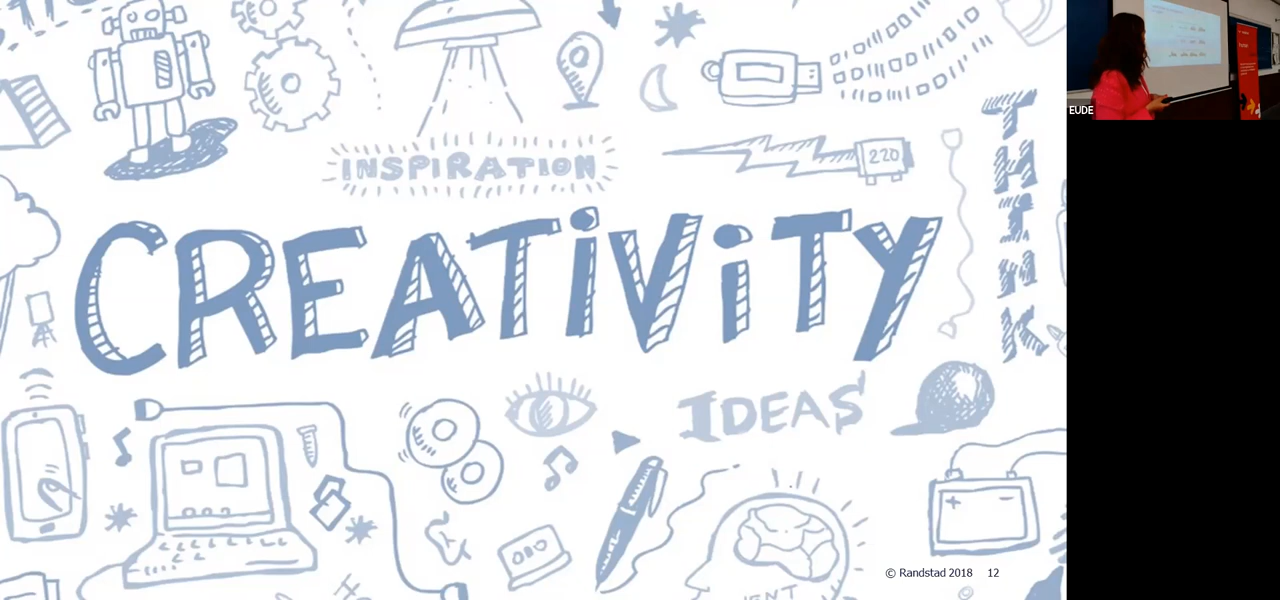 EUDE
INSPIRATION
220
THINK
CREATIVITY
IDEAS
+ −
© Randstad 2018 12